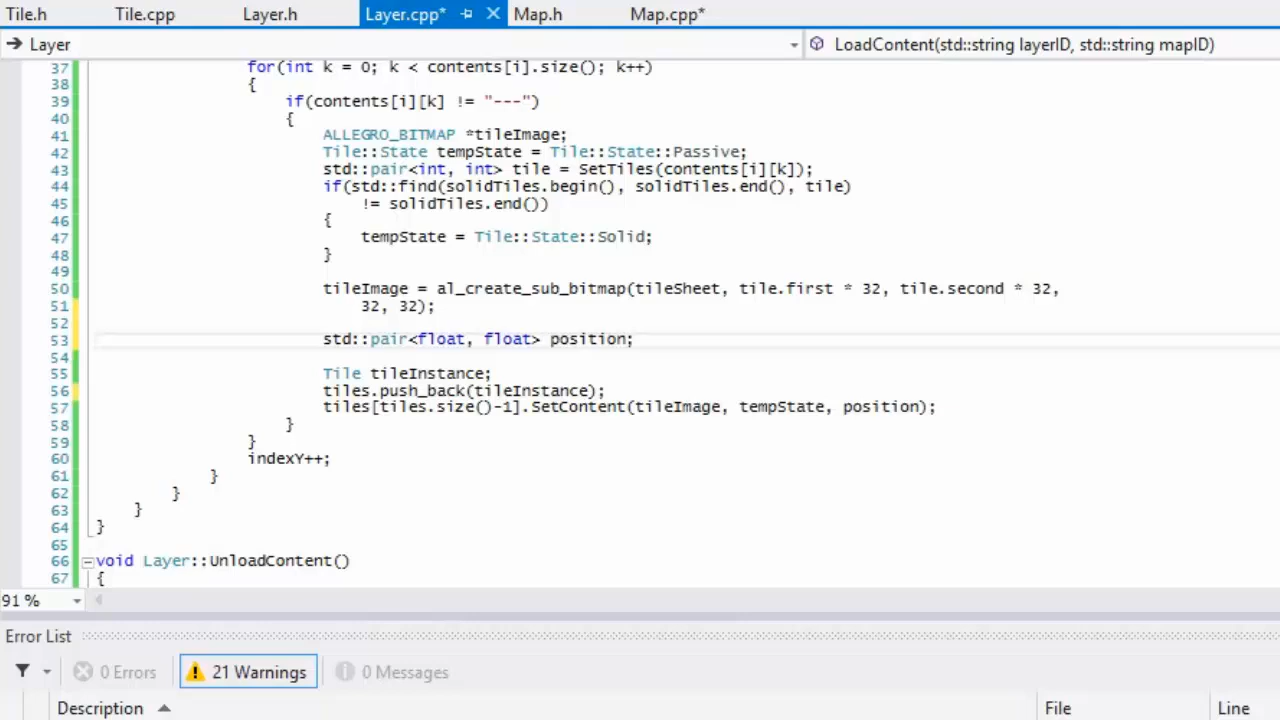 Tile.h Tile.cpp Layer.h Layer.cpp* Map.h Map.cpp*
Layer LoadContent(std::string layerID, std::string mapID)
37 for(int k = 0; k < contents[i].size(); k++)
38 {
39 if(contents[i][k] != "---")
40 {
41 ALLEGRO_BITMAP *tileImage;
42 Tile::State tempState = Tile::State::Passive;
43 std::pair<int, int> tile = SetTiles(contents[i][k]);
44 if(std::find(solidTiles.begin(), solidTiles.end(), tile)
45 != solidTiles.end())
46 {
47 tempState = Tile::State::Solid;
48 }
49
50 tileImage = al_create_sub_bitmap(tileSheet, tile.first * 32, tile.second * 32,
51 32, 32);
52
53 std::pair<float, float> position;
54
55 Tile tileInstance;
56 tiles.push_back(tileInstance);
57 tiles[tiles.size()-1].SetContent(tileImage, tempState, position);
58 }
59 }
60 indexY++;
61 }
62 }
63 }
64 }
65
66 void Layer::UnloadContent()
67 {
91 %
Error List
0 Errors 21 Warnings 0 Messages
Description File Line